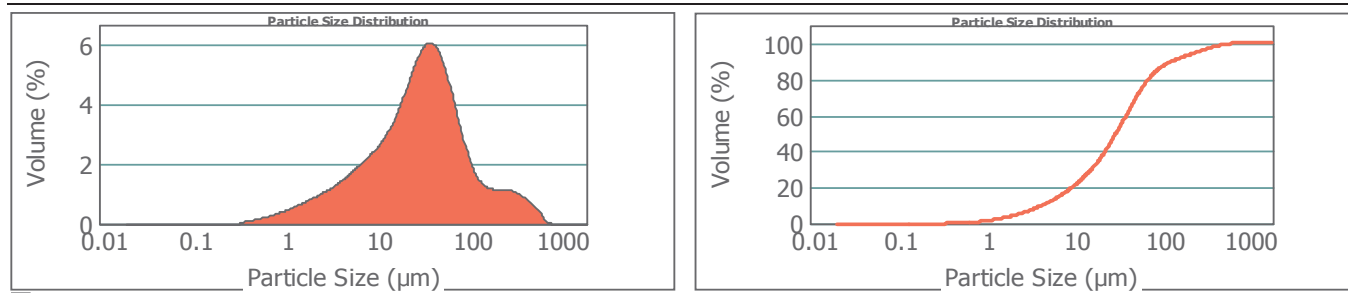 Particle Size Distribution
Volume (%)
6
4
2
0
0.01 0.1 1 10 100 1000
Particle Size (µm)
Particle Size Distribution
Volume (%)
100
80
60
40
20
0
0.01 0.1 1 10 100 1000
Particle Size (µm)